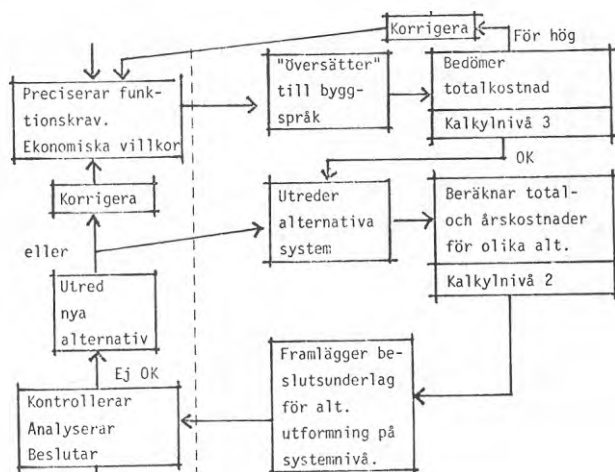 Korrigera
För hög
Preciserar funk-
tionskrav.
Ekonomiska villkor
"översätter"
till bygg-
språk
Bedömer
totalkostnad
Kalkylnivå 3
OK
Korrigera
eller
Utreder
alternativa
system
Beräknar total-
och årskostnader
för olika alt.
Kalkylnivå 2
Utred
nya
alternativ
Ej OK
Kontrollerar
Analyserar
Beslutar
Framlägger be-
slutsunderlag
för alt.
utformning på
systemnivå.